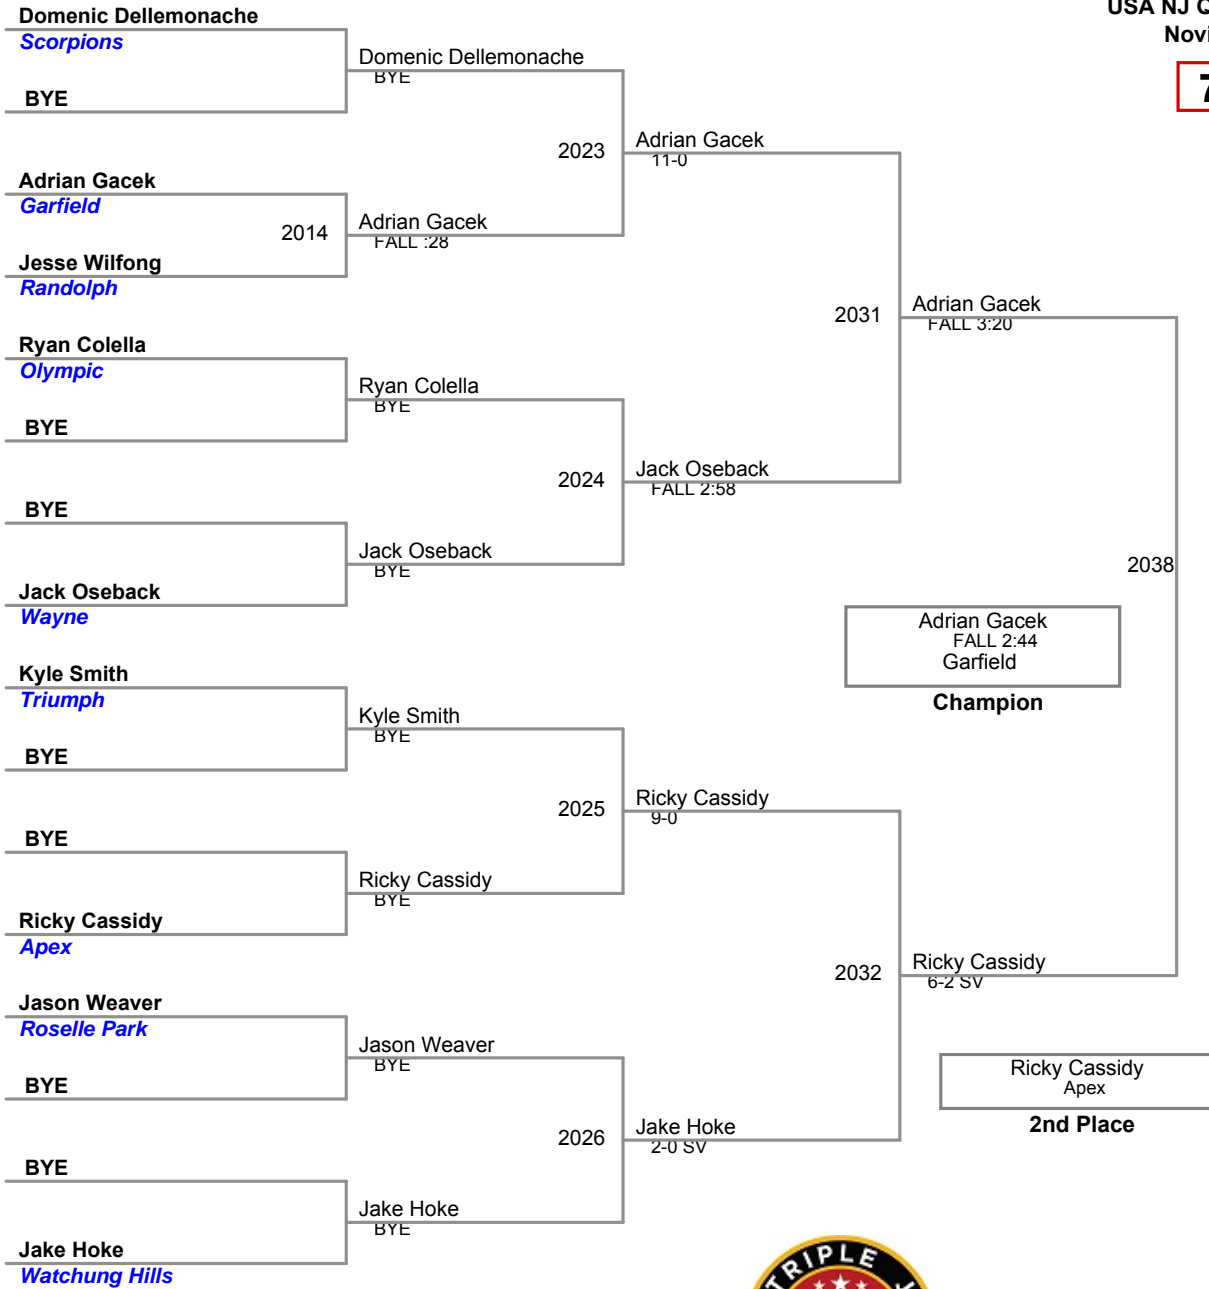 USA NJ Q
Novi
7
Domenic Dellemonache
Scorpions
BYE
Adrian Gacek
Garfield
Jesse Wilfong
Randolph
Ryan Colella
Olympic
BYE
BYE
Jack Oseback
Wayne
Kyle Smith
Triumph
BYE
BYE
Ricky Cassidy
Apex
Jason Weaver
Roselle Park
BYE
BYE
Jake Hoke
Watchung Hills
2014
Domenic Dellemonache
BYE
Adrian Gacek
FALL :28
Ryan Colella
BYE
Jack Oseback
BYE
Kyle Smith
BYE
Ricky Cassidy
BYE
Jason Weaver
BYE
Jake Hoke
BYE
2023
2024
2025
2026
Adrian Gacek
11-0
Jack Oseback
FALL 2:58
Ricky Cassidy
9-0
Jake Hoke
2-0 SV
2031
2032
Adrian Gacek
FALL 3:20
Ricky Cassidy
6-2 SV
2038
Adrian Gacek
FALL 2:44
Garfield
Champion
Ricky Cassidy
Apex
2nd Place
TRIPLE